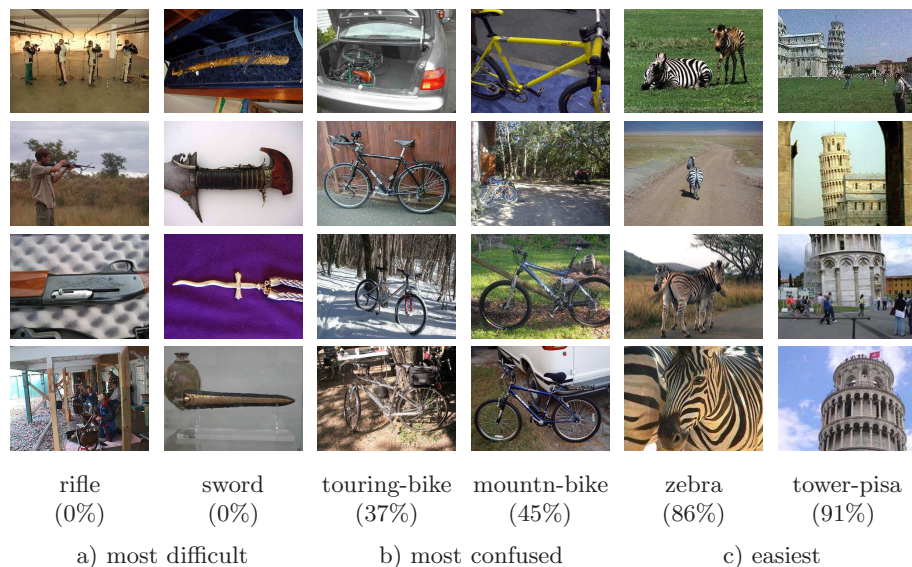 rifle sword touring-bike mountn-bike zebra tower-pisa
(0%) (0%) (37%) (45%) (86%) (91%)
a) most difficult b) most confused c) easiest